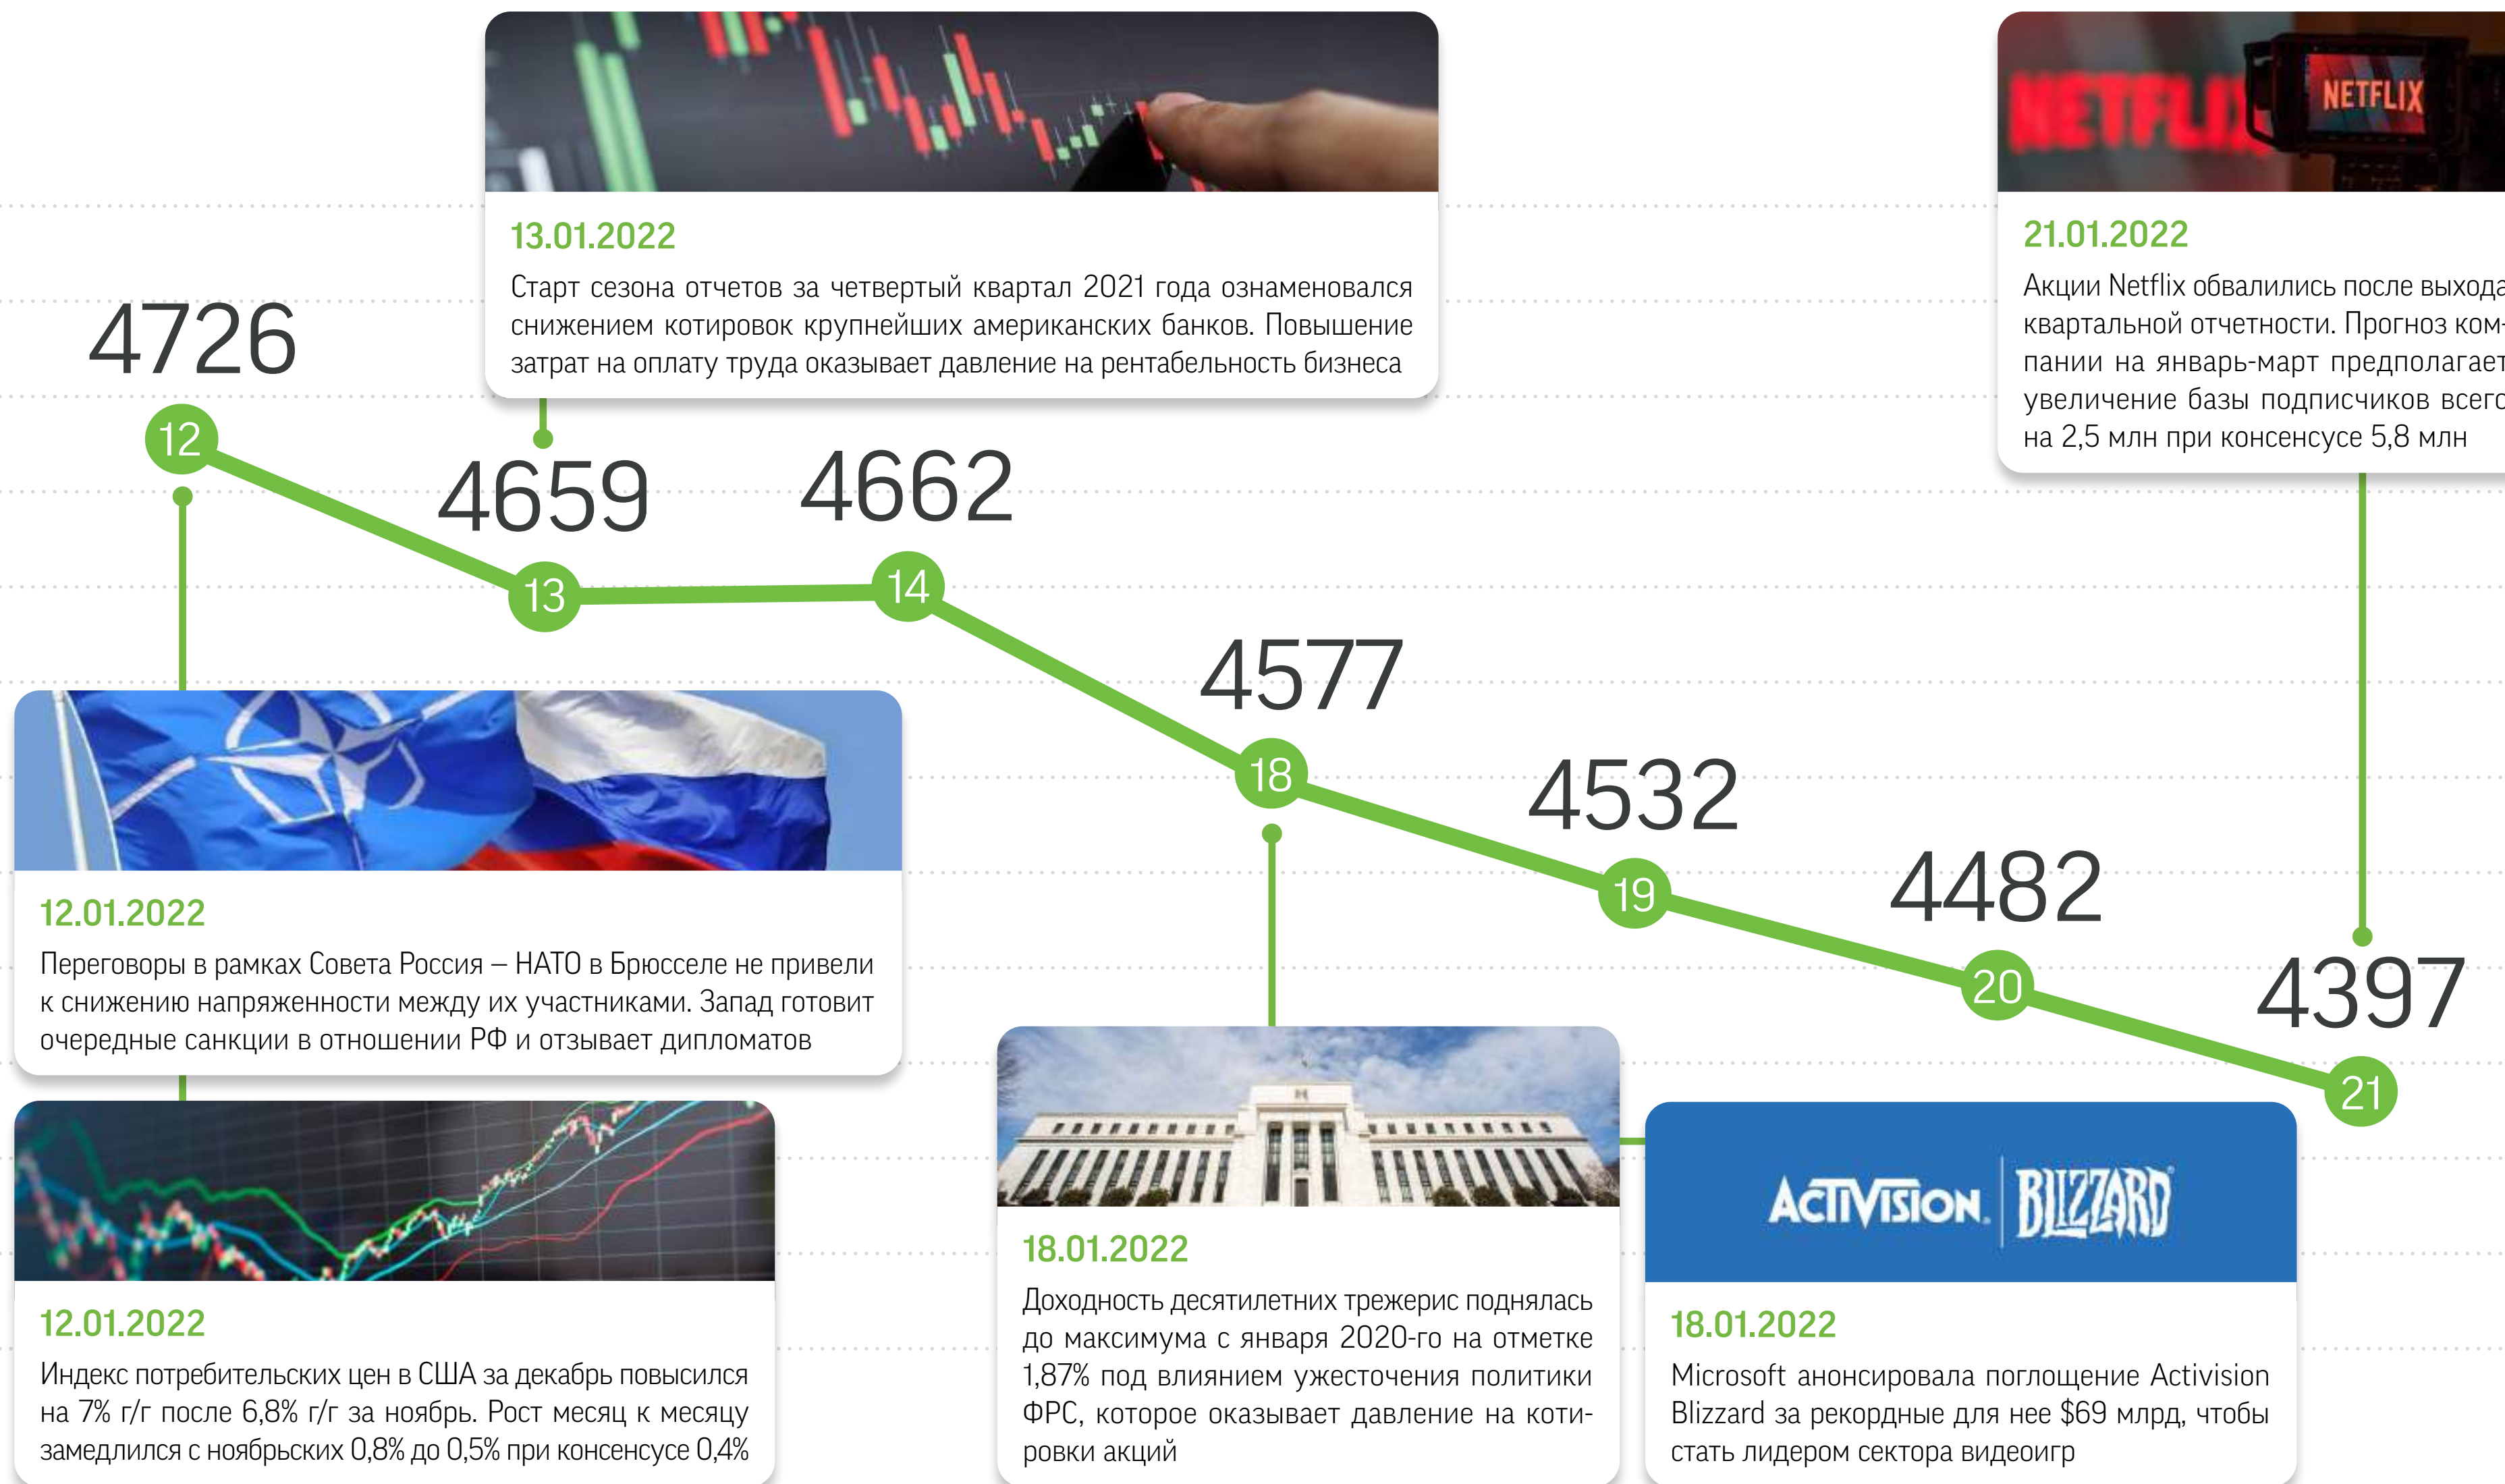 NETFLIX
NETFLIX
13.01.2022
Старт сезона отчетов за четвертый квартал 2021 года ознаменовался
снижением котировок крупнейших американских банков. Повышение
затрат на оплату труда оказывает давление на рентабельность бизнеса
21.01.2022
Акции Netflix обвалились после выхода
квартальной отчетности. Прогноз ком-
пании на январь-март предполагает
увеличение базы подписчиков всего
на 2,5 млн при консенсусе 5,8 млн
4726
12
4659
13
4662
14
4577
18
4532
19
4482
20
4397
21
12.01.2022
Переговоры в рамках Совета Россия – НАТО в Брюсселе не привели
к снижению напряженности между их участниками. Запад готовит
очередные санкции в отношении РФ и отзывает дипломатов
12.01.2022
Индекс потребительских цен в США за декабрь повысился
на 7% г/г после 6,8% г/г за ноябрь. Рост месяц к месяцу
замедлился с ноябрьских 0,8% до 0,5% при консенсусе 0,4%
18.01.2022
Доходность десятилетних трежерис поднялась
до максимума с января 2020-го на отметке
1,87% под влиянием ужесточения политики
ФРС, которое оказывает давление на коти-
ровки акций
ACTIVISION. BLIZZARD
18.01.2022
Microsoft анонсировала поглощение Activision
Blizzard за рекордные для нее $69 млрд, чтобы
стать лидером сектора видеоигр